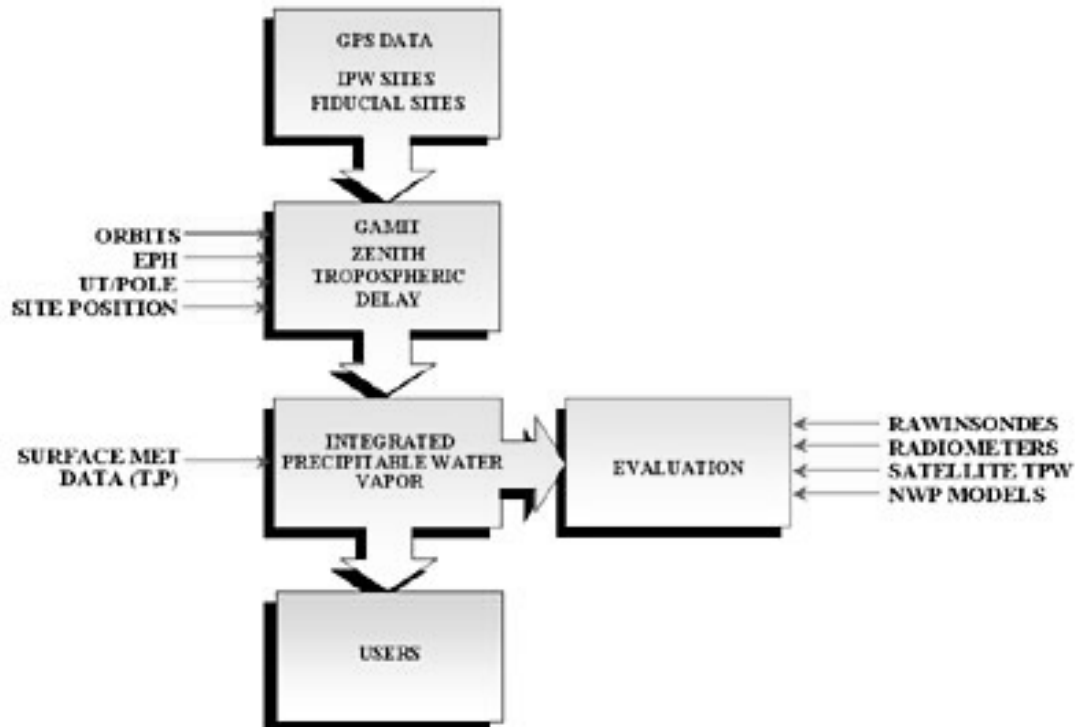 GPS DATA
IPW SITES
FIDUCIAL SITES
ORBITS
EPH
UT/POLE
SITE POSITION
GAMIT
ZENITH
TROPOSPHERIC
DELAY
SURFACE MET
DATA (T,P)
INTEGRATED
PRECIPITABLE WATER
VAPOR
EVALUATION
RAWINSONDES
RADIOMETERS
SATELLITE TPW
NWP MODELS
USERS